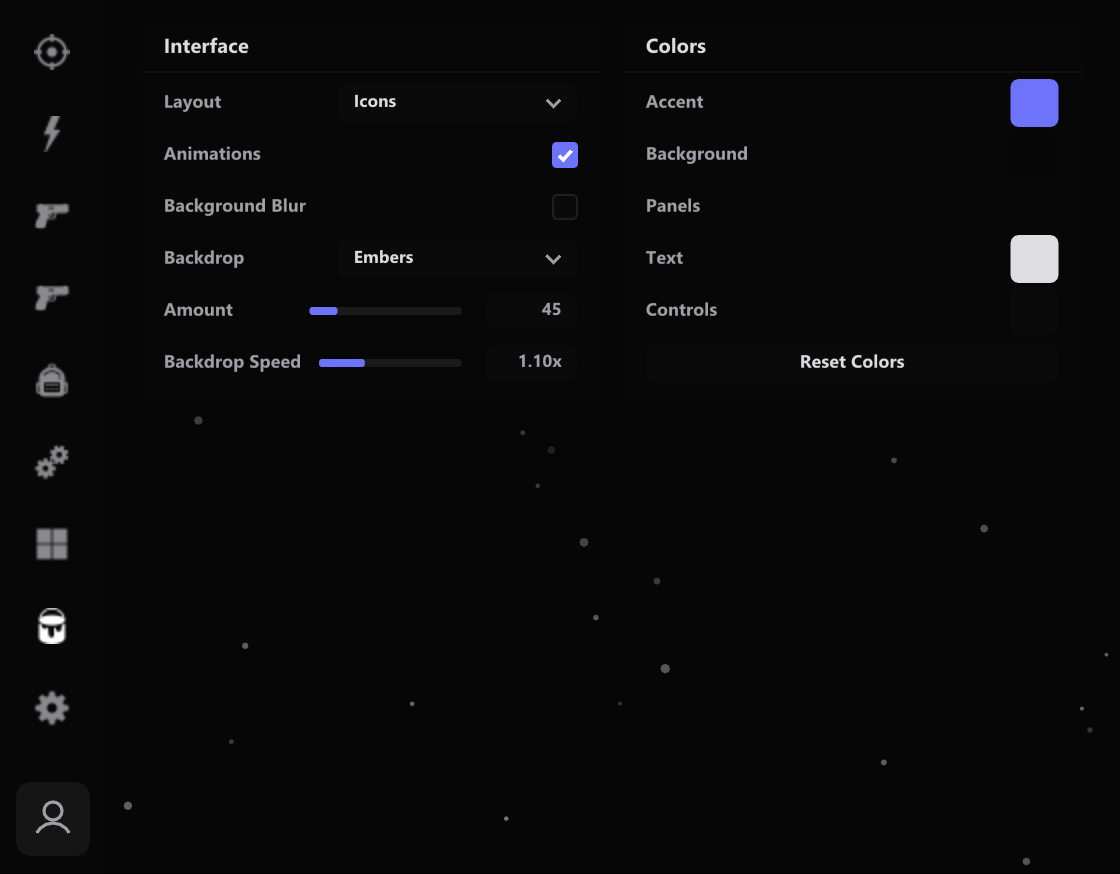 Interface
Layout
Icons
Animations
Background Blur
Backdrop
Embers
Amount
45
Backdrop Speed
1.10x
Colors
Accent
Background
Panels
Text
Controls
Reset Colors